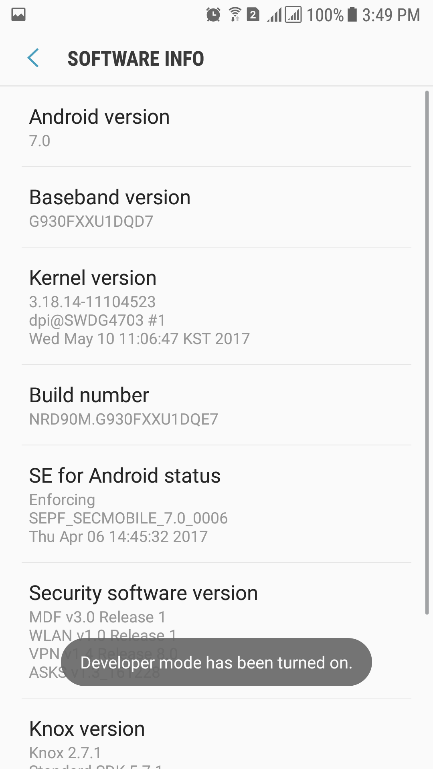 2 100% 3:49 PM
SOFTWARE INFO
Android version
7.0
Baseband version
G930FXXU1DQD7
Kernel version
3.18.14-11104523
dpi@SWDG4703 #1
Wed May 10 11:06:47 KST 2017
Build number
NRD90M.G930FXXU1DQE7
SE for Android status
Enforcing
SEPF_SECMOBILE_7.0_0006
Thu Apr 06 14:45:32 2017
Security software version
MDF v3.0 Release 1
WLAN v1.0 Release 1
VPN v1.4 Release 8.0
ASKS v1.3_161228
Developer mode has been turned on.
Knox version
Knox 2.7.1
Standard SDK 5.7.1